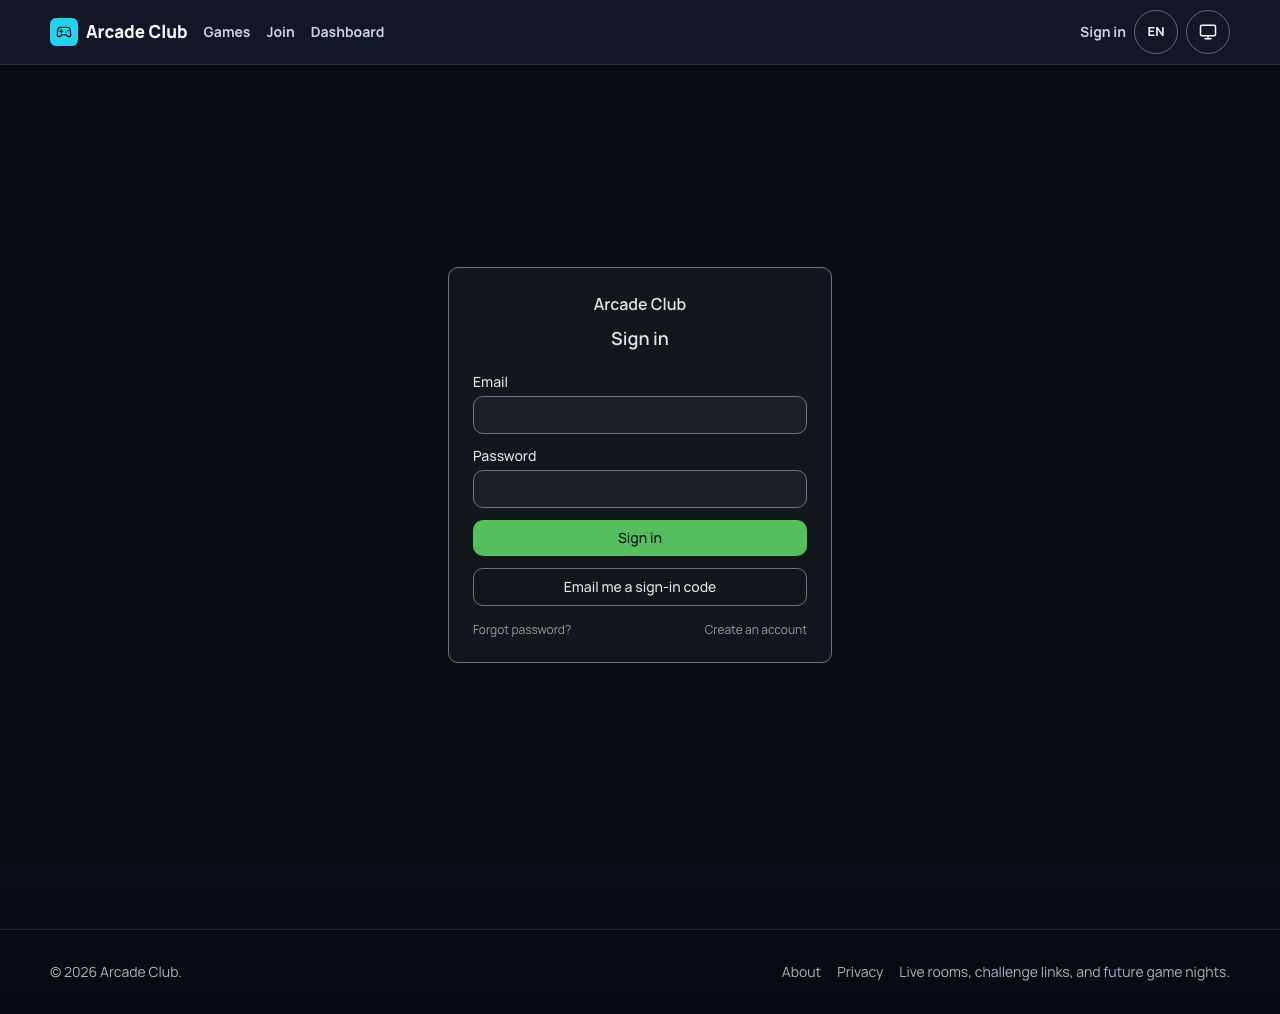 Arcade Club Games Join Dashboard Sign in EN
Arcade Club
Sign in
Email
Password
Sign in
Email me a sign-in code
Forgot password? Create an account
© 2026 Arcade Club. About Privacy Live rooms, challenge links, and future game nights.